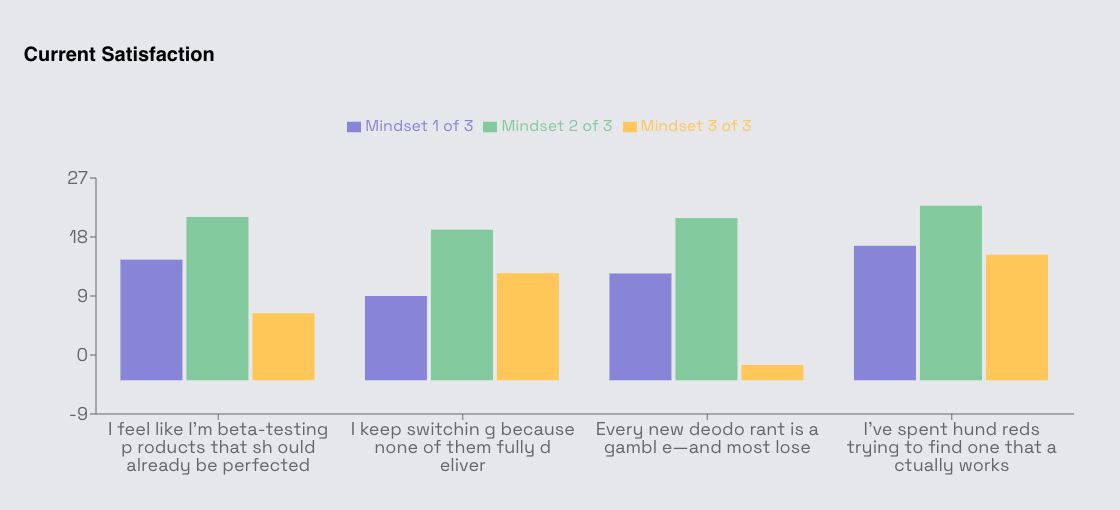 Current Satisfaction
Mindset 1 of 3 Mindset 2 of 3 Mindset 3 of 3
27
18
9
0
-9
I feel like I'm beta-testing
p roducts that sh ould
already be perfected
I keep switchin g because
none of them fully d
eliver
Every new deodo rant is a
gambl e—and most lose
I've spent hund reds
trying to find one that a
ctually works